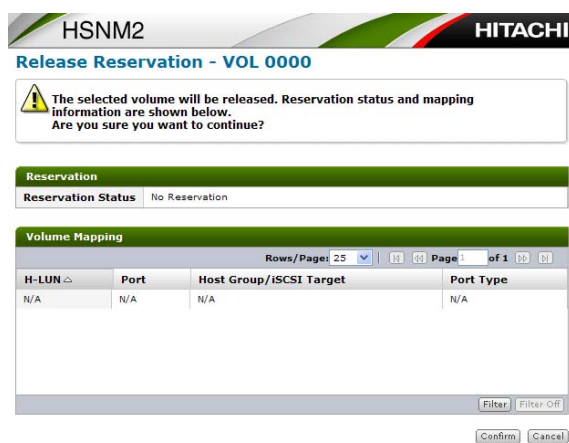 HSNM2
HITACHI
Release Reservation - VOL 0000
The selected volume will be released. Reservation status and mapping
information are shown below.
Are you sure you want to continue?
Reservation
Reservation Status No Reservation
Volume Mapping
Rows/Page: 25 | Page 1 of 1
H-LUN Port Host Group/iSCSI Target Port Type
N/A N/A N/A N/A
Filter Filter Off
Confirm Cancel